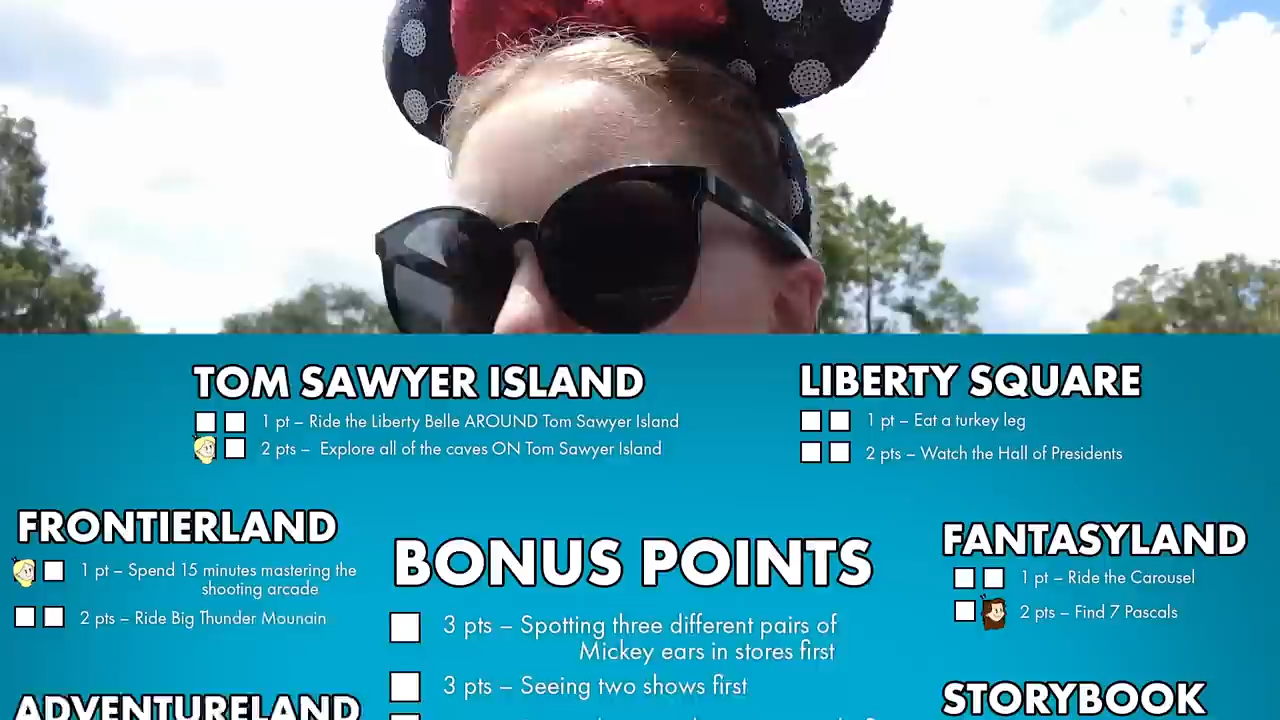 TOM SAWYER ISLAND
1 pt – Ride the Liberty Belle AROUND Tom Sawyer Island
2 pts – Explore all of the caves ON Tom Sawyer Island
LIBERTY SQUARE
1 pt – Eat a turkey leg
2 pts – Watch the Hall of Presidents
FRONTIERLAND
1 pt – Spend 15 minutes mastering the
shooting arcade
2 pts – Ride Big Thunder Mounain
BONUS POINTS
3 pts – Spotting three different pairs of
Mickey ears in stores first
3 pts – Seeing two shows first
FANTASYLAND
1 pt – Ride the Carousel
2 pts – Find 7 Pascals
ADVENTURELAND
STORYBOOK